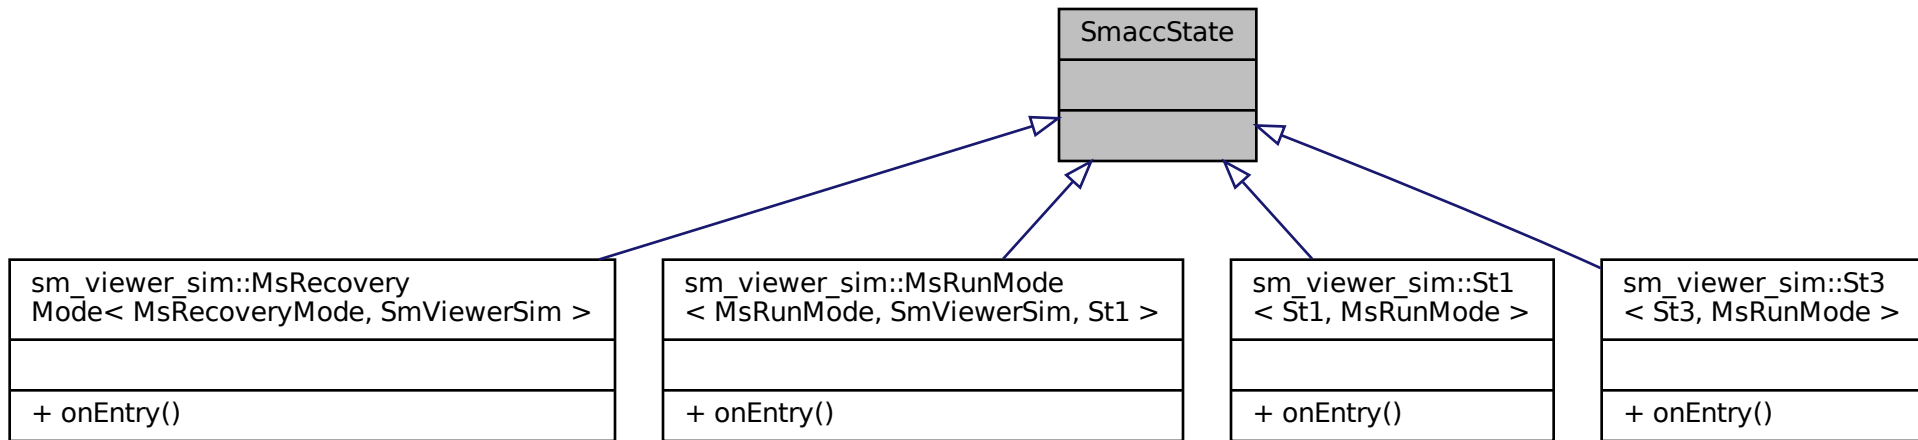 SmaccState
sm_viewer_sim::MsRecovery
Mode< MsRecoveryMode, SmViewerSim >
+ onEntry()
sm_viewer_sim::MsRunMode
< MsRunMode, SmViewerSim, St1 >
+ onEntry()
sm_viewer_sim::St1
< St1, MsRunMode >
+ onEntry()
sm_viewer_sim::St3
< St3, MsRunMode >
+ onEntry()